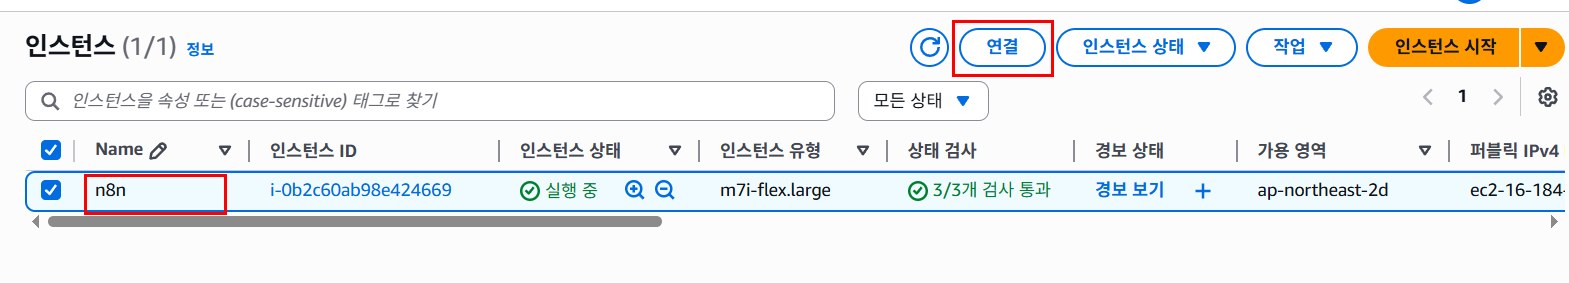 인스턴스 (1/1) 정보 연결 인스턴스 상태 작업 인스턴스 시작
인스턴스을 속성 또는 (case-sensitive) 태그로 찾기 모든 상태 1
Name 인스턴스 ID 인스턴스 상태 인스턴스 유형 상태 검사 경보 상태 가용 영역 퍼블릭 IPv4
n8n i-0b2c60ab98e424669 실행 중 m7i-flex.large 3/3개 검사 통과 경보 보기 + ap-northeast-2d ec2-16-184-